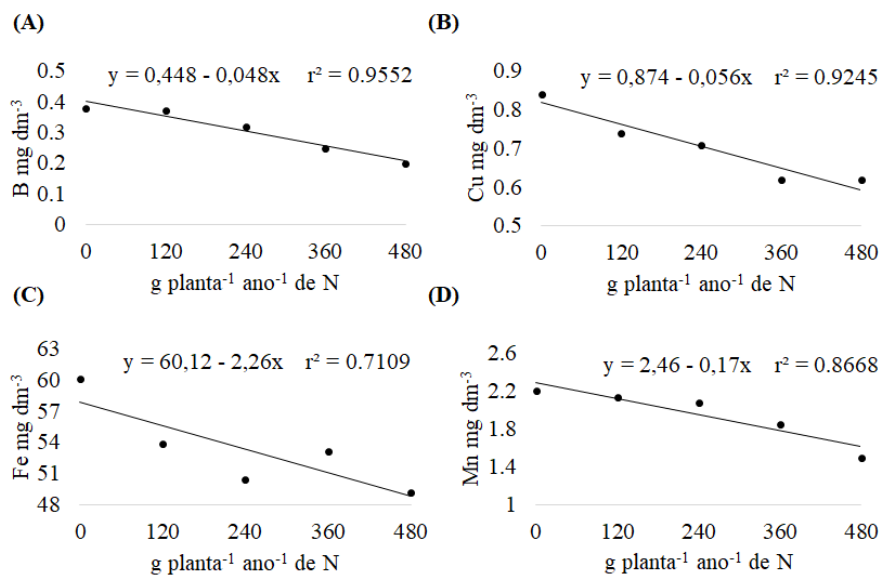 (A)
y = 0,448 - 0,048x r² = 0.9552
B mg dm⁻³
0.5
0.4
0.3
0.2
0.1
0
0 120 240 360 480
g planta⁻¹ ano⁻¹ de N
(B)
y = 0,874 - 0,056x r² = 0.9245
Cu mg dm⁻³
0.9
0.8
0.7
0.6
0.5
0 120 240 360 480
g planta⁻¹ ano⁻¹ de N
(C)
y = 60,12 - 2,26x r² = 0.7109
Fe mg dm⁻³
63
60
57
54
51
48
0 120 240 360 480
g planta⁻¹ ano⁻¹ de N
(D)
y = 2,46 - 0,17x r² = 0.8668
Mn mg dm⁻³
2.6
2.2
1.8
1.4
1
0 120 240 360 480
g planta⁻¹ ano⁻¹ de N